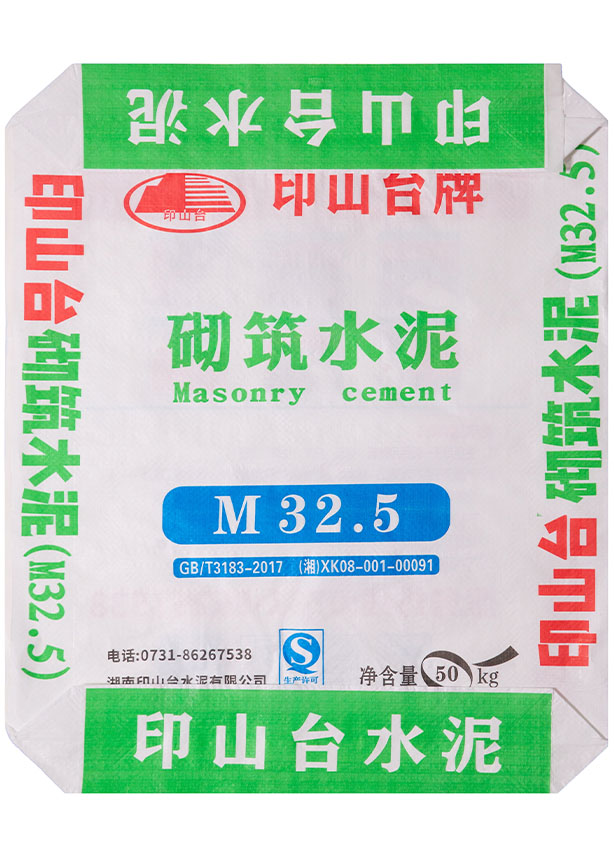 印山台水泥
印山台
印山台牌
印山台砌筑水泥(M32.5)
印山台砌筑水泥(M32.5)
砌筑水泥
Masonry cement
M 32.5
GB/T3183-2017 (湘)XK08-001-00091
电话:0731-86267538
湖南印山台水泥有限公司
生产许可
净含量 50 kg
印山台水泥